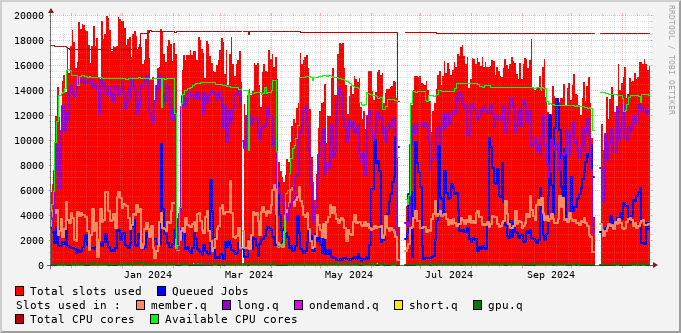 20000
18000
16000
14000
12000
10000
8000
6000
4000
2000
0
Jan 2024 Mar 2024 May 2024 Jul 2024 Sep 2024
RRDTOOL / TOBI OETIKER
Total slots used Queued Jobs
Slots used in : member.q long.q ondemand.q short.q gpu.q
Total CPU cores Available CPU cores